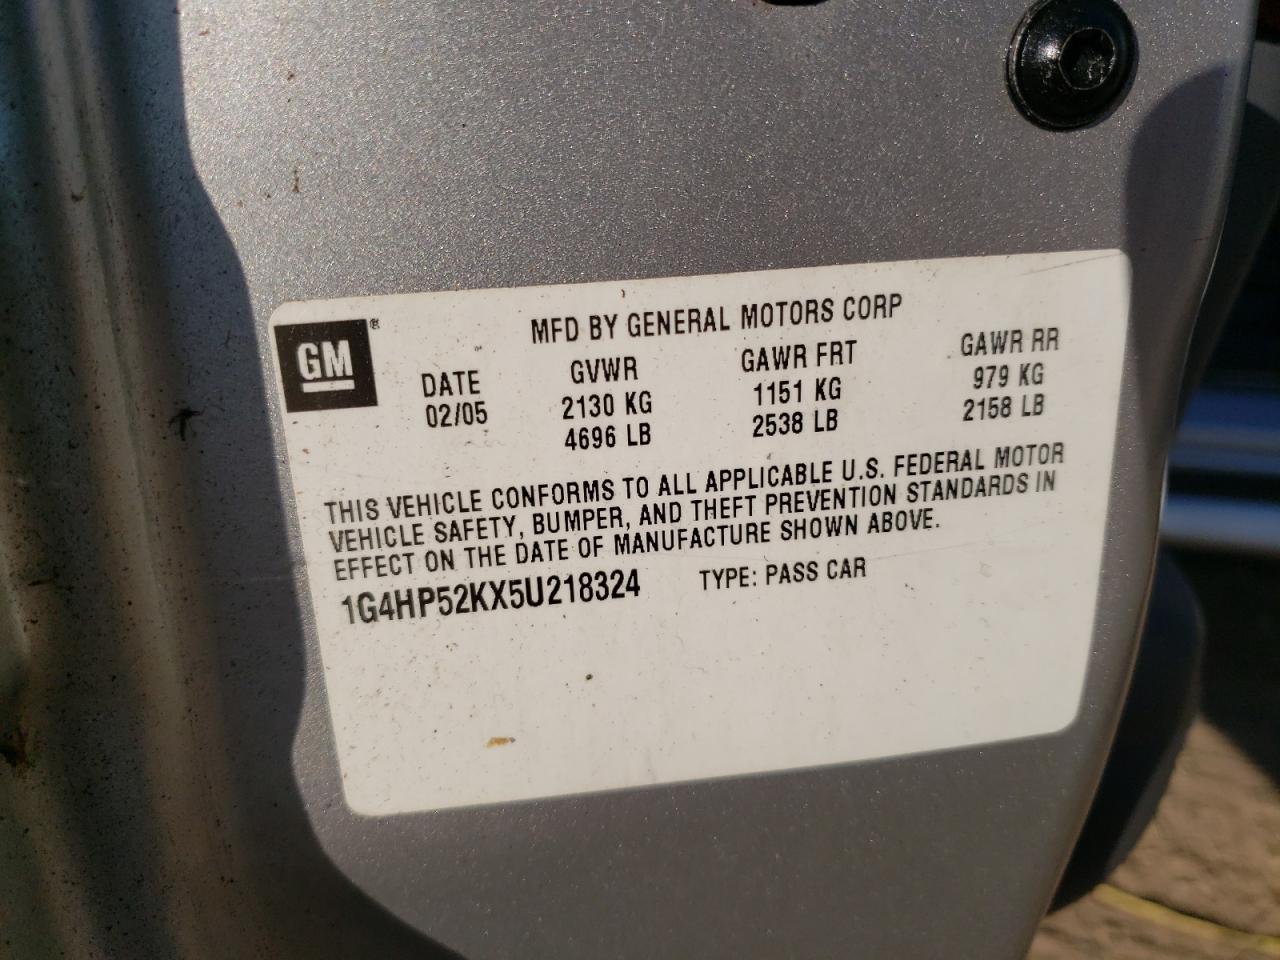 GM®
MFD BY GENERAL MOTORS CORP
DATE GVWR GAWR FRT GAWR RR
02/05 2130 KG 1151 KG 979 KG
4696 LB 2538 LB 2158 LB
THIS VEHICLE CONFORMS TO ALL APPLICABLE U.S. FEDERAL MOTOR
VEHICLE SAFETY, BUMPER, AND THEFT PREVENTION STANDARDS IN
EFFECT ON THE DATE OF MANUFACTURE SHOWN ABOVE.
1G4HP52KX5U218324 TYPE: PASS CAR